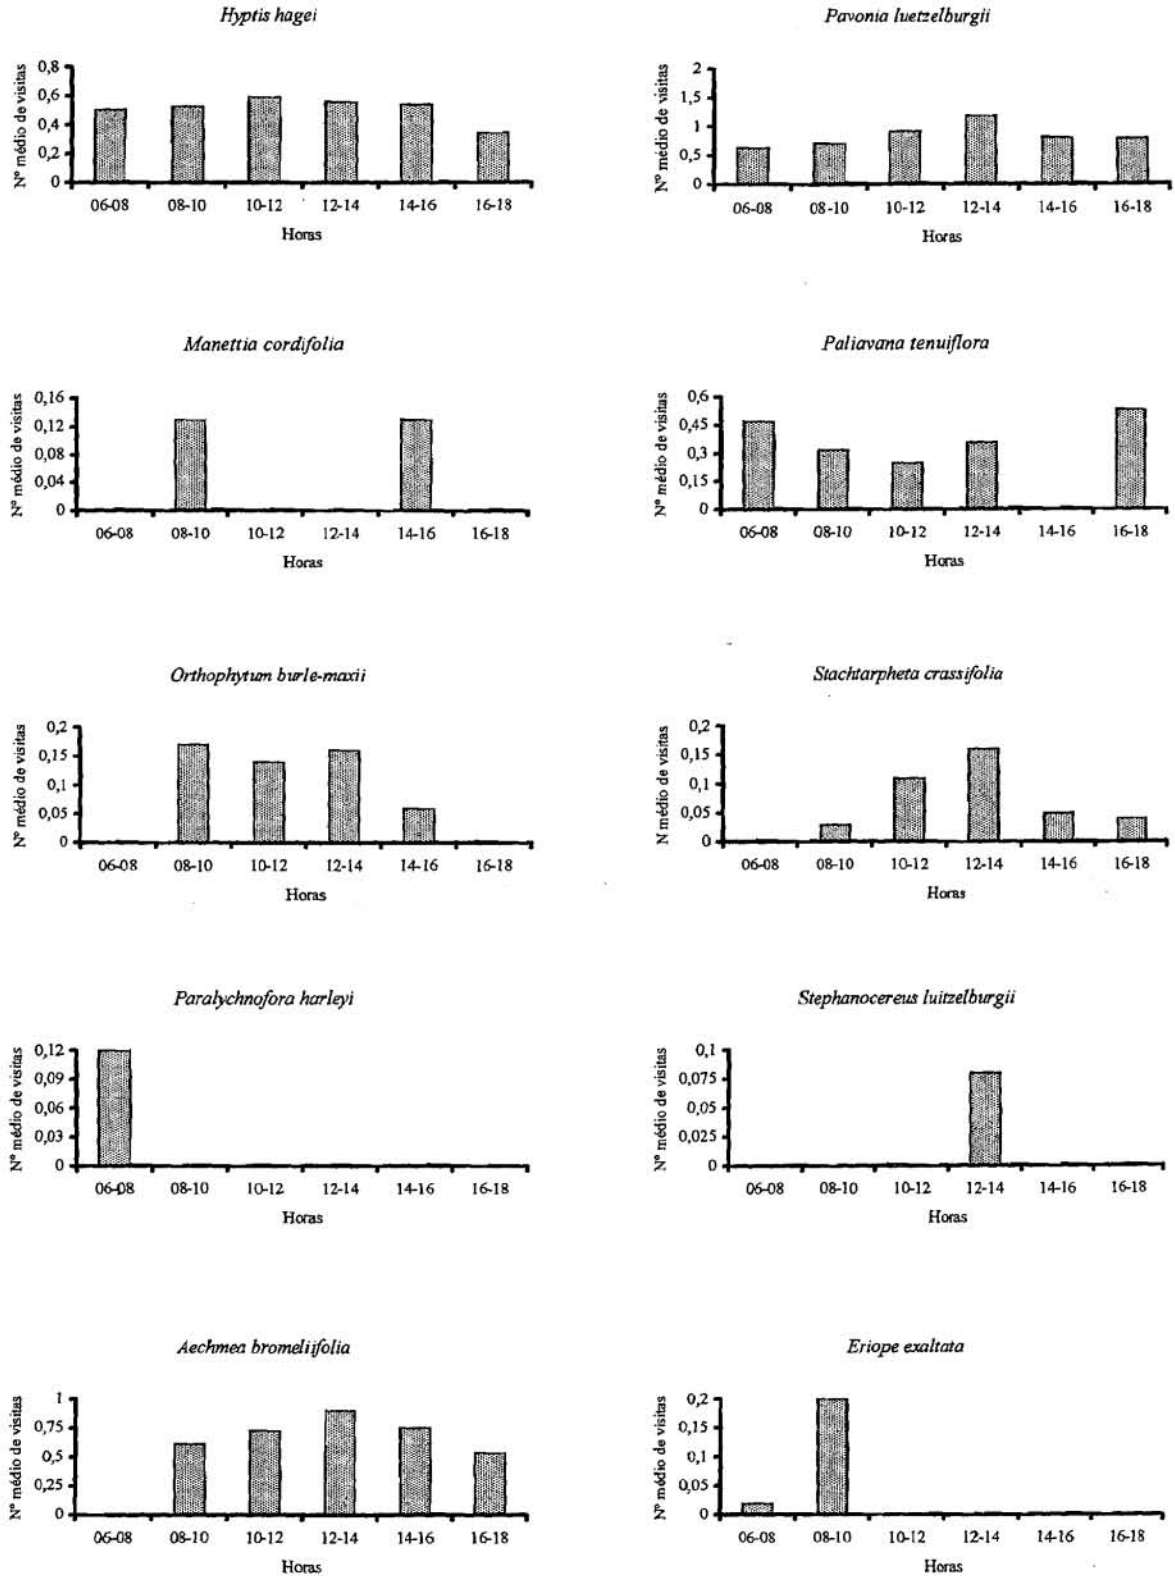 Hyptis hagei
Nº médio de visitas
0,8
0,6
0,4
0,2
0
06-08 08-10 10-12 12-14 14-16 16-18
Horas
Pavonia luetzelburgii
Nº médio de visitas
2
1,5
1
0,5
0
06-08 08-10 10-12 12-14 14-16 16-18
Horas
Manettia cordifolia
Nº médio de visitas
0,16
0,12
0,08
0,04
0
06-08 08-10 10-12 12-14 14-16 16-18
Horas
Paliavana tenuiflora
Nº médio de visitas
0,6
0,45
0,3
0,15
0
06-08 08-10 10-12 12-14 14-16 16-18
Horas
Orthophytum burle-maxii
Nº médio de visitas
0,2
0,15
0,1
0,05
0
06-08 08-10 10-12 12-14 14-16 16-18
Horas
Stachtarpheta crassifolia
N médio de visitas
0,2
0,15
0,1
0,05
0
06-08 08-10 10-12 12-14 14-16 16-18
Horas
Paralychnofora harleyi
Nº médio de visitas
0,12
0,09
0,06
0,03
0
06-08 08-10 10-12 12-14 14-16 16-18
Horas
Stephanocereus luitzelburgii
Nº médio de visitas
0,1
0,075
0,05
0,025
0
06-08 08-10 10-12 12-14 14-16 16-18
Horas
Aechmea bromeliifolia
Nº médio de visitas
1
0,75
0,5
0,25
0
06-08 08-10 10-12 12-14 14-16 16-18
Horas
Eriope exaltata
Nº médio de visitas
0,2
0,15
0,1
0,05
0
06-08 08-10 10-12 12-14 14-16 16-18
Horas